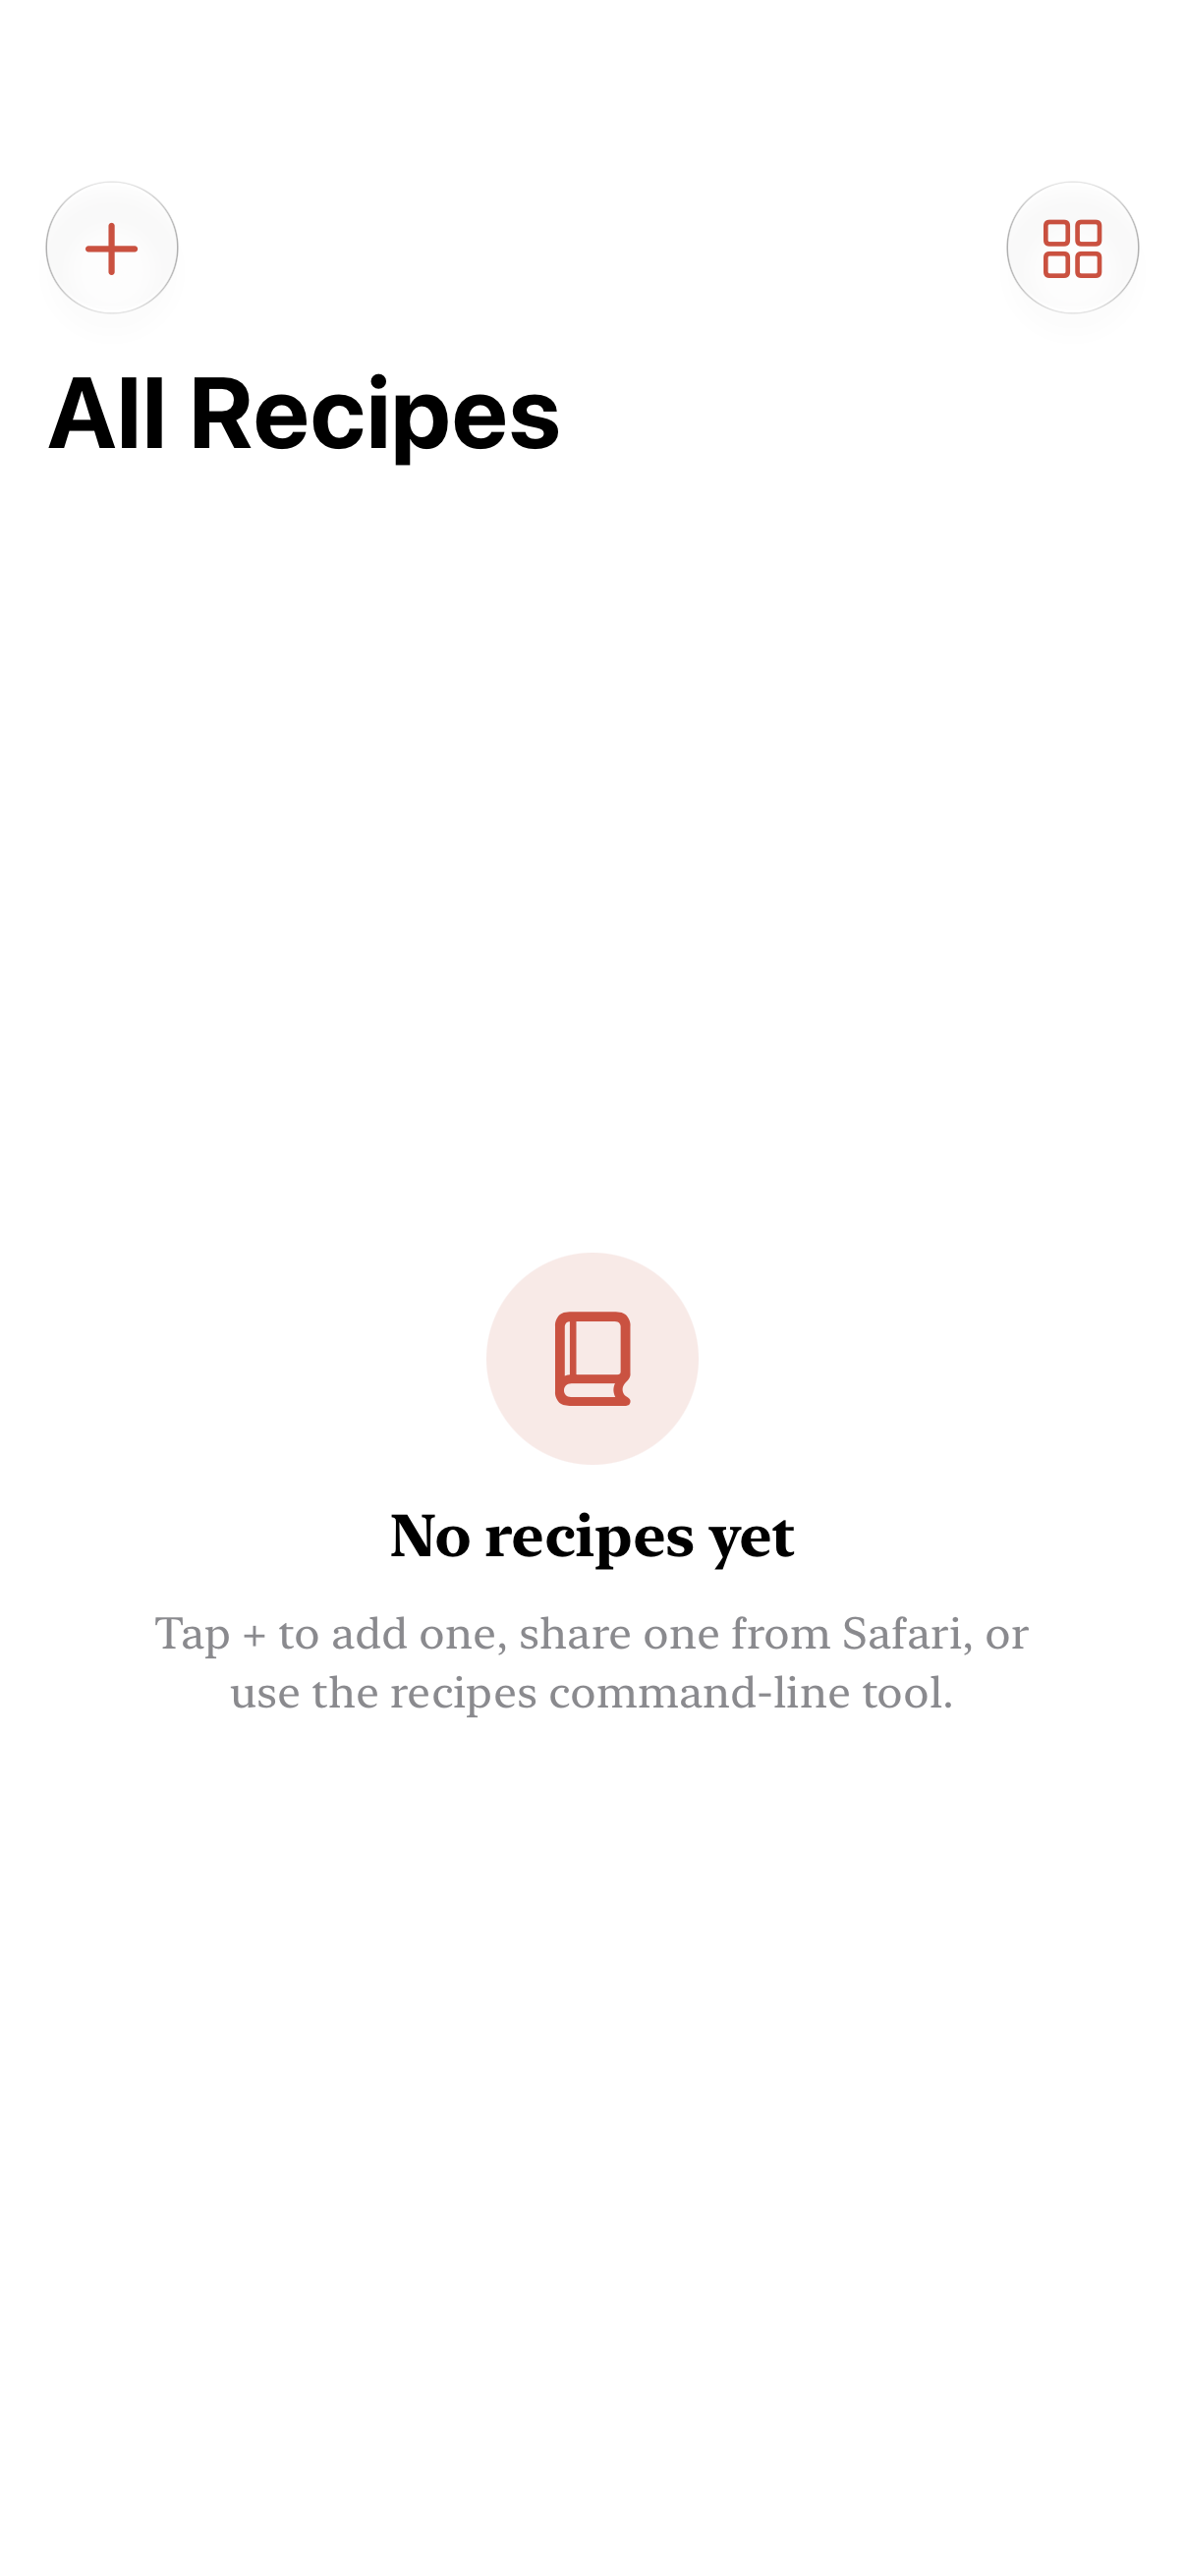 All Recipes
No recipes yet
Tap + to add one, share one from Safari, or
use the recipes command-line tool.